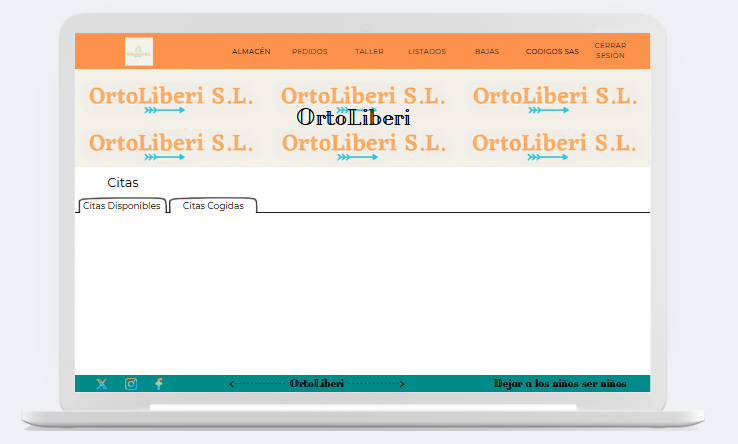 ALMACÉN PEDIDOS TALLER LISTADOS BAJAS CODIGOS SAS CERRAR SESIÓN
OrtoLiberi S.L. OrtoLiberi S.L. OrtoLiberi S.L.
OrtoLiberi
OrtoLiberi S.L. OrtoLiberi S.L. OrtoLiberi S.L.
Citas
Citas Disponibles Citas Cogidas
OrtoLiberi Dejar a los niños ser niños